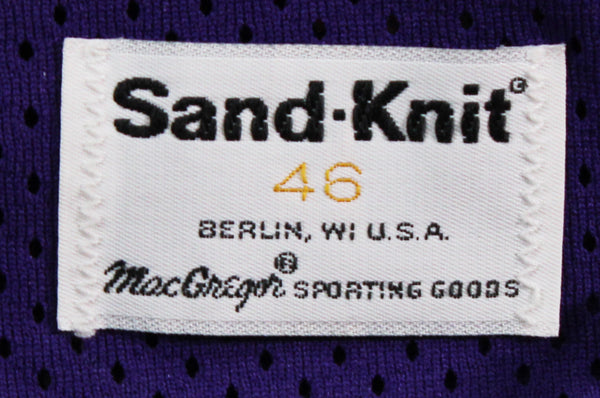 Sand·Knit®
46
BERLIN, WI U.S.A.
MacGregor® SPORTING GOODS